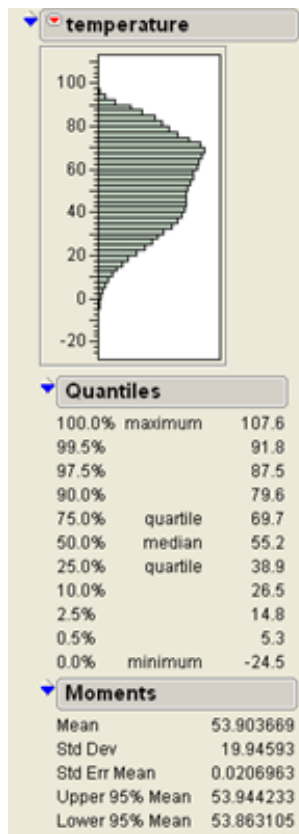 temperature
100
80
60
40
20
0
-20
Quantiles
100.0% maximum 107.6
99.5% 91.8
97.5% 87.5
90.0% 79.6
75.0% quartile 69.7
50.0% median 55.2
25.0% quartile 38.9
10.0% 26.5
2.5% 14.8
0.5% 5.3
0.0% minimum -24.5
Moments
Mean 53.903669
Std Dev 19.94593
Std Err Mean 0.0206963
Upper 95% Mean 53.944233
Lower 95% Mean 53.863105